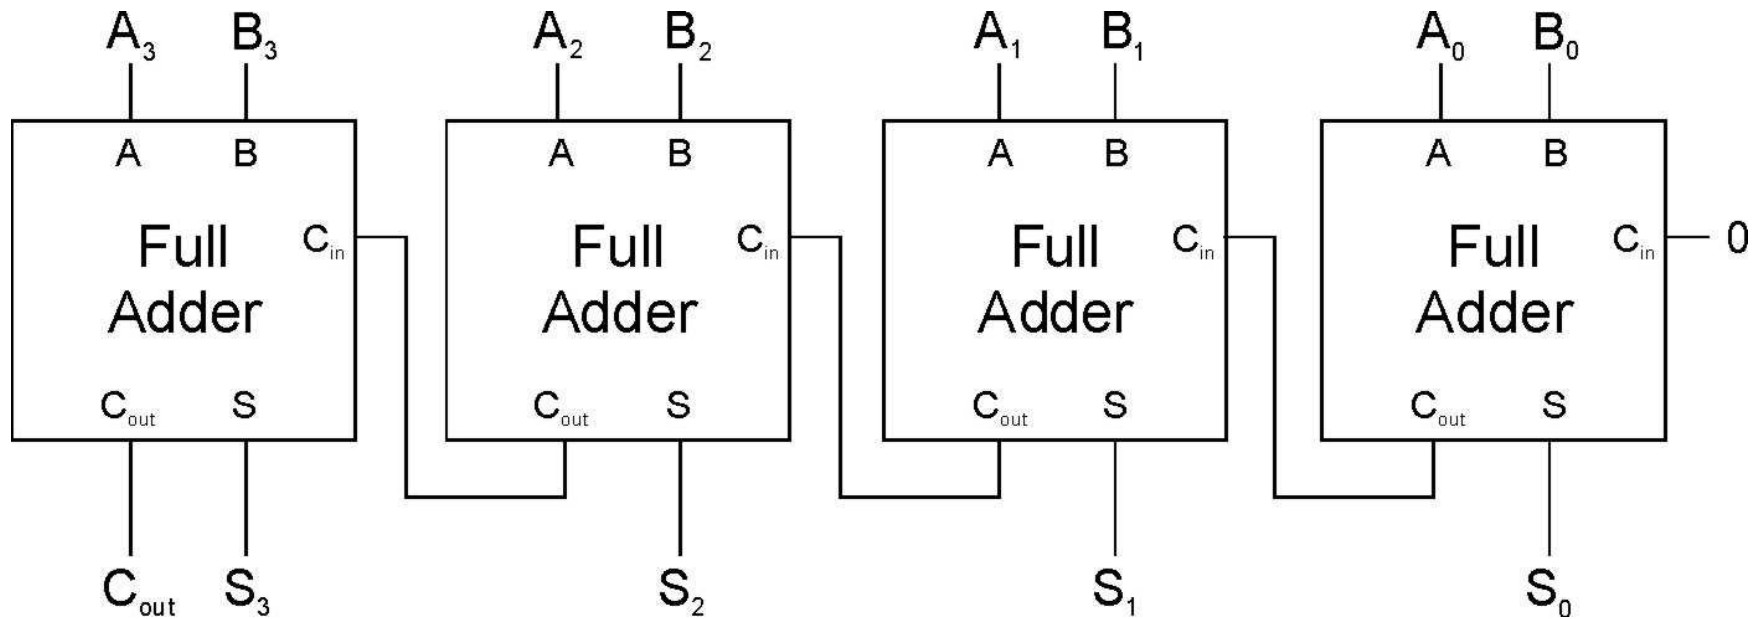 A3 B3 A2 B2 A1 B1 A0 B0
A B A B A B A B
Full Cin Full Cin Full Cin Full Cin 0
Adder Adder Adder Adder
Cout S Cout S Cout S Cout S
Cout S3 S2 S1 S0